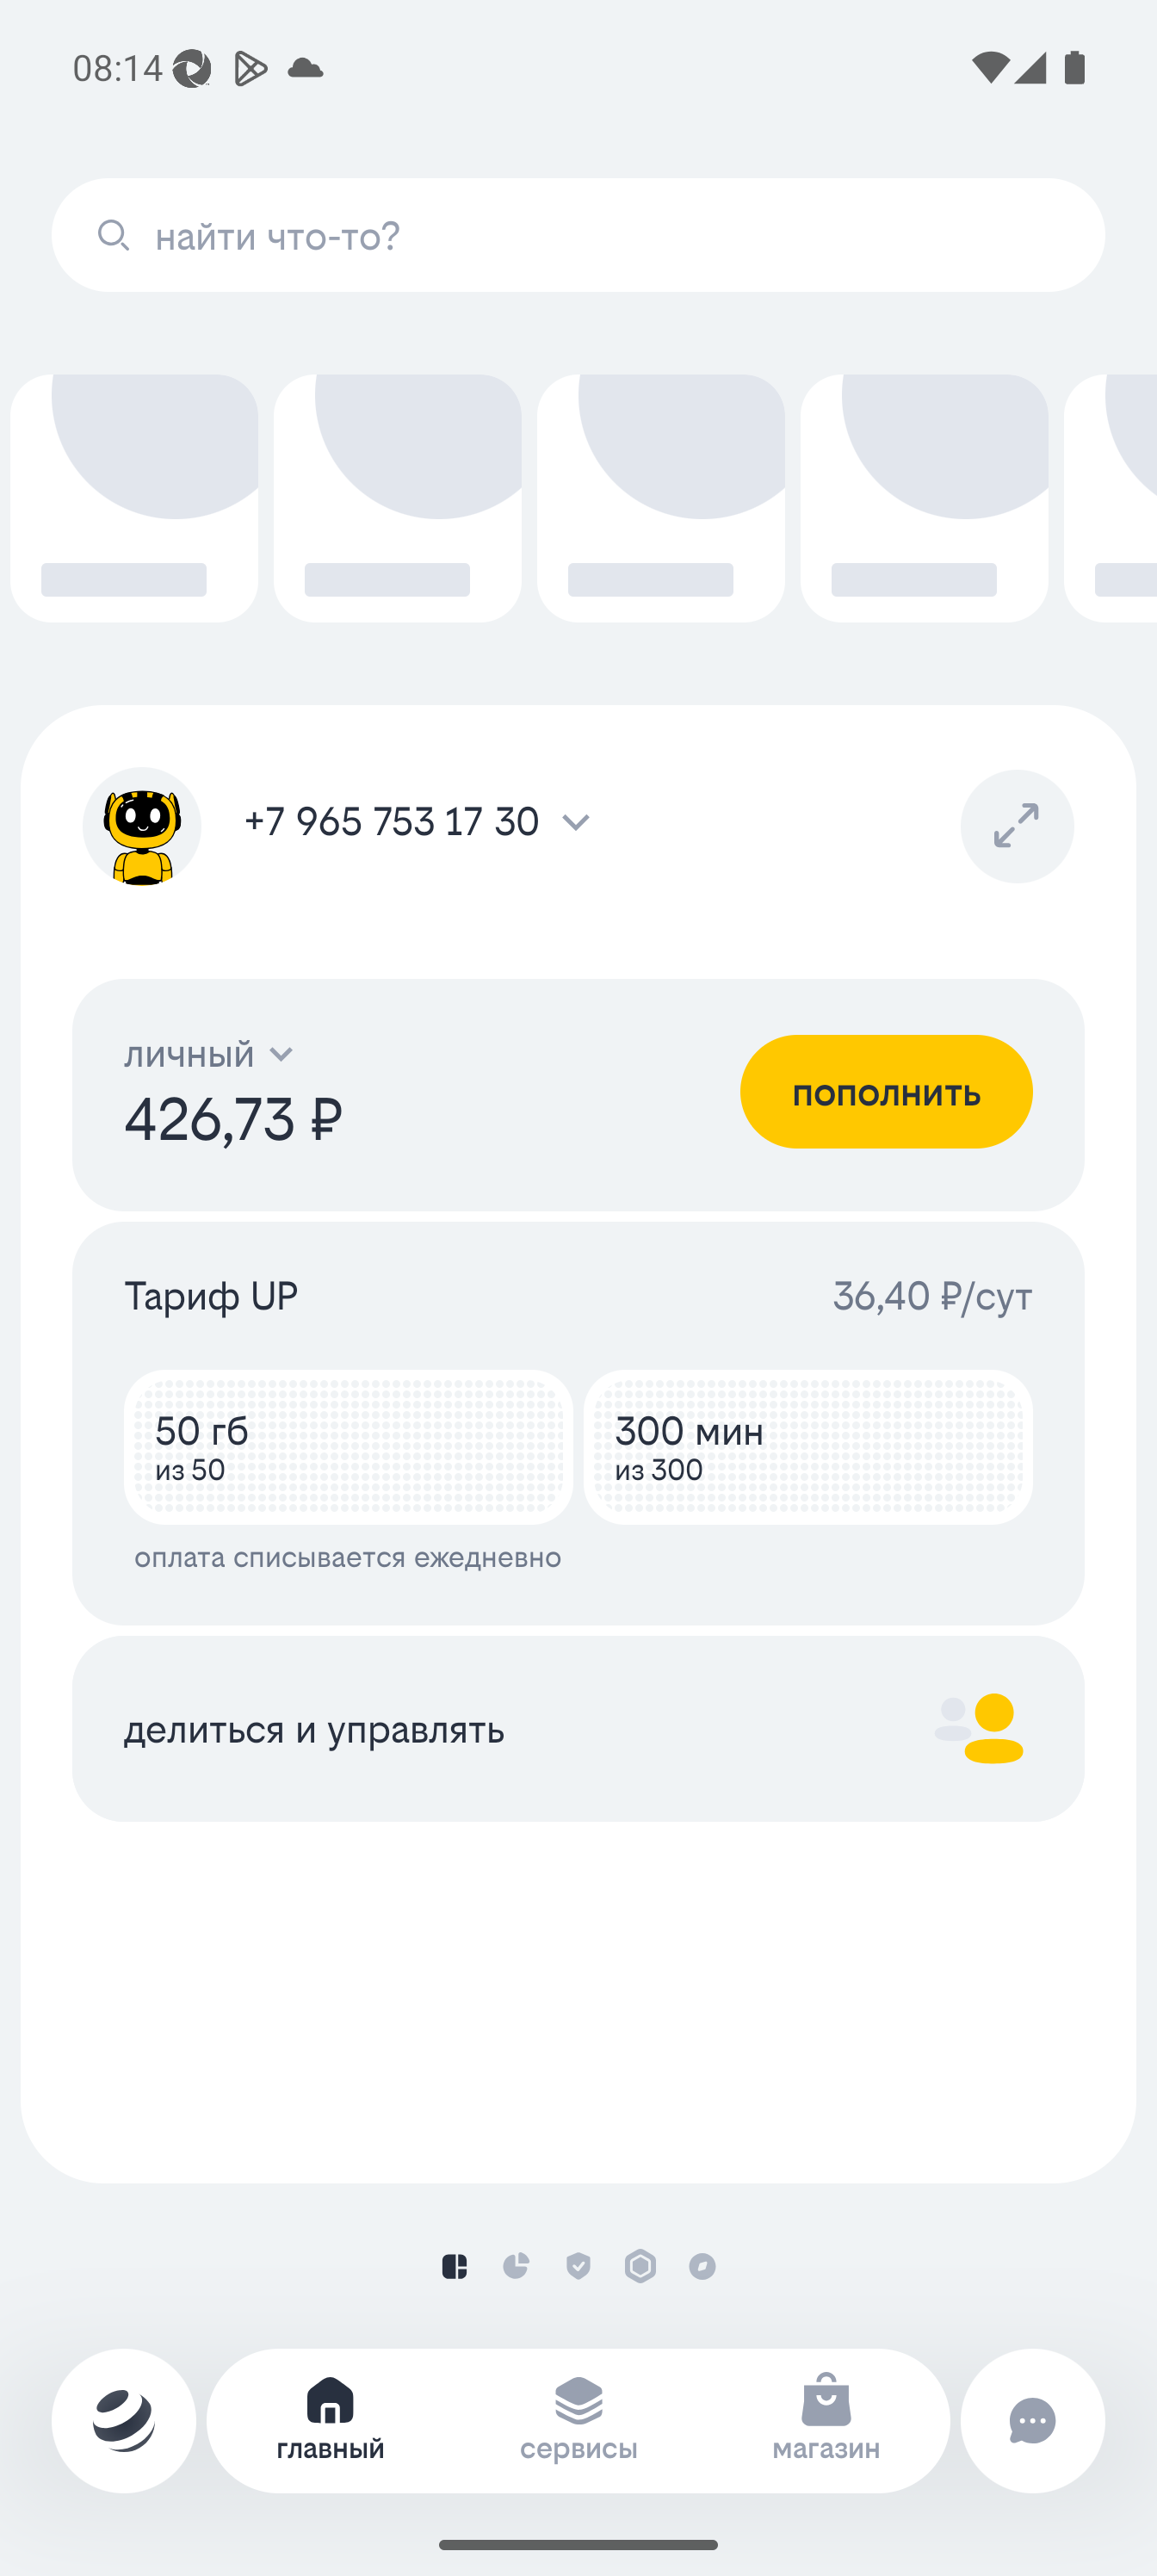 08:14
найти что-то?
+7 965 753 17 30
личный
426,73 ₽
пополнить
Тариф UP
36,40 ₽/сут
50 гб
из 50
300 мин
из 300
оплата списывается ежедневно
делиться и управлять
главный
сервисы
магазин